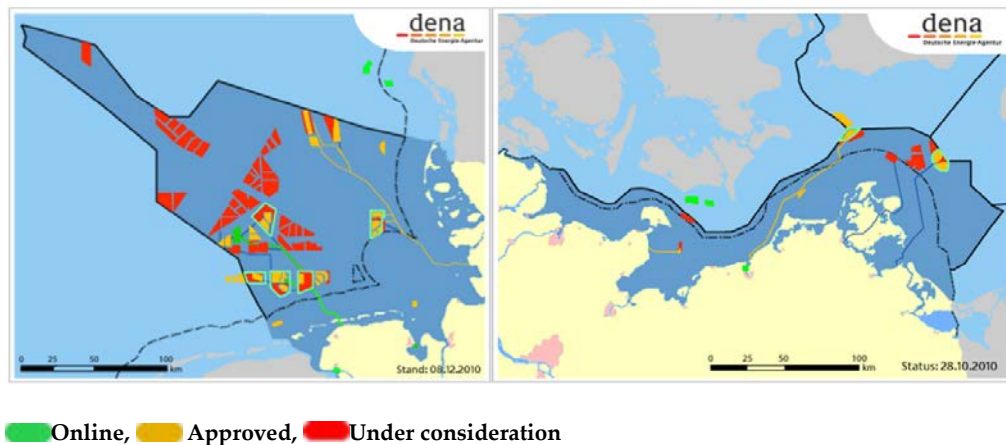 dena
Deutsche Energie-Agentur
0 25 50 100
km
Stand: 08.12.2010
dena
Deutsche Energie-Agentur
0 25 50 100
km
Status: 28.10.2010
Online, Approved, Under consideration